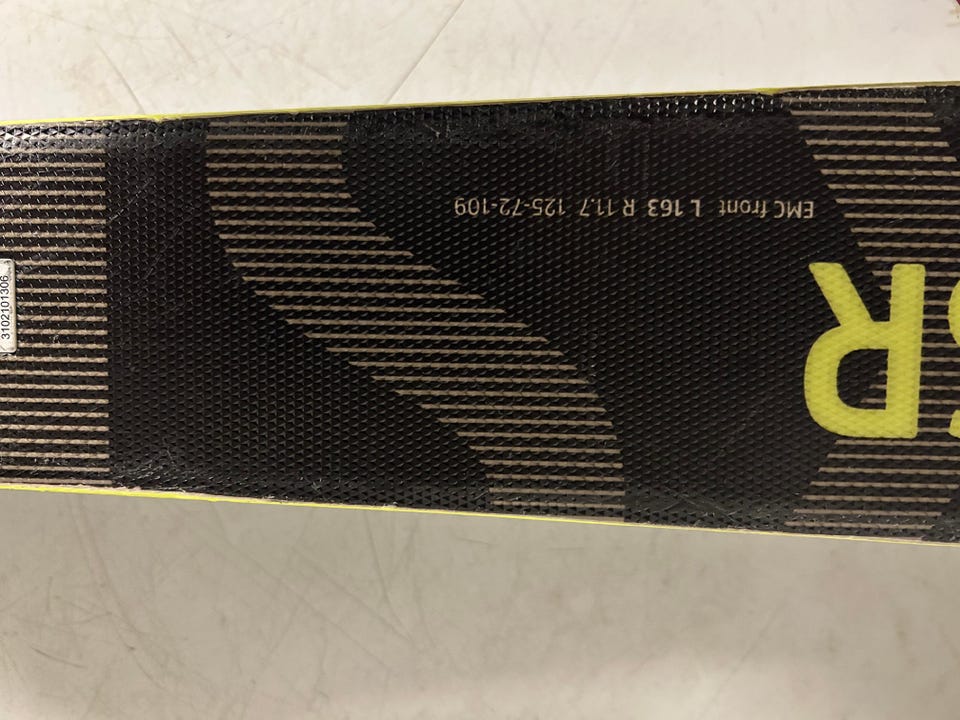 EMC front L 163 R 11.7 125-72-109
R
3102101306